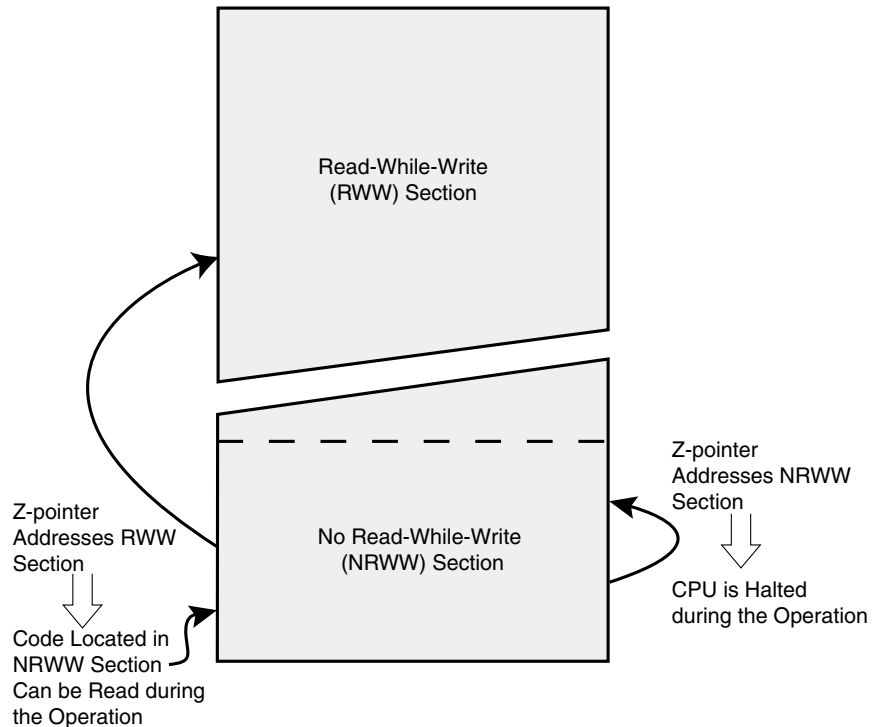 Read-While-Write
(RWW) Section
Z-pointer
Addresses NRWW
Section
Z-pointer
Addresses RWW
Section
No Read-While-Write
(NRWW) Section
CPU is Halted
during the Operation
Code Located in
NRWW Section
Can be Read during
the Operation